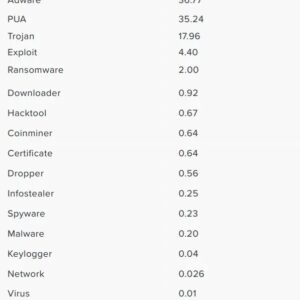 Adware 36.77
PUA 35.24
Trojan 17.96
Exploit 4.40
Ransomware 2.00
Downloader 0.92
Hacktool 0.67
Coinminer 0.64
Certificate 0.64
Dropper 0.56
Infostealer 0.25
Spyware 0.23
Malware 0.20
Keylogger 0.04
Network 0.026
Virus 0.01